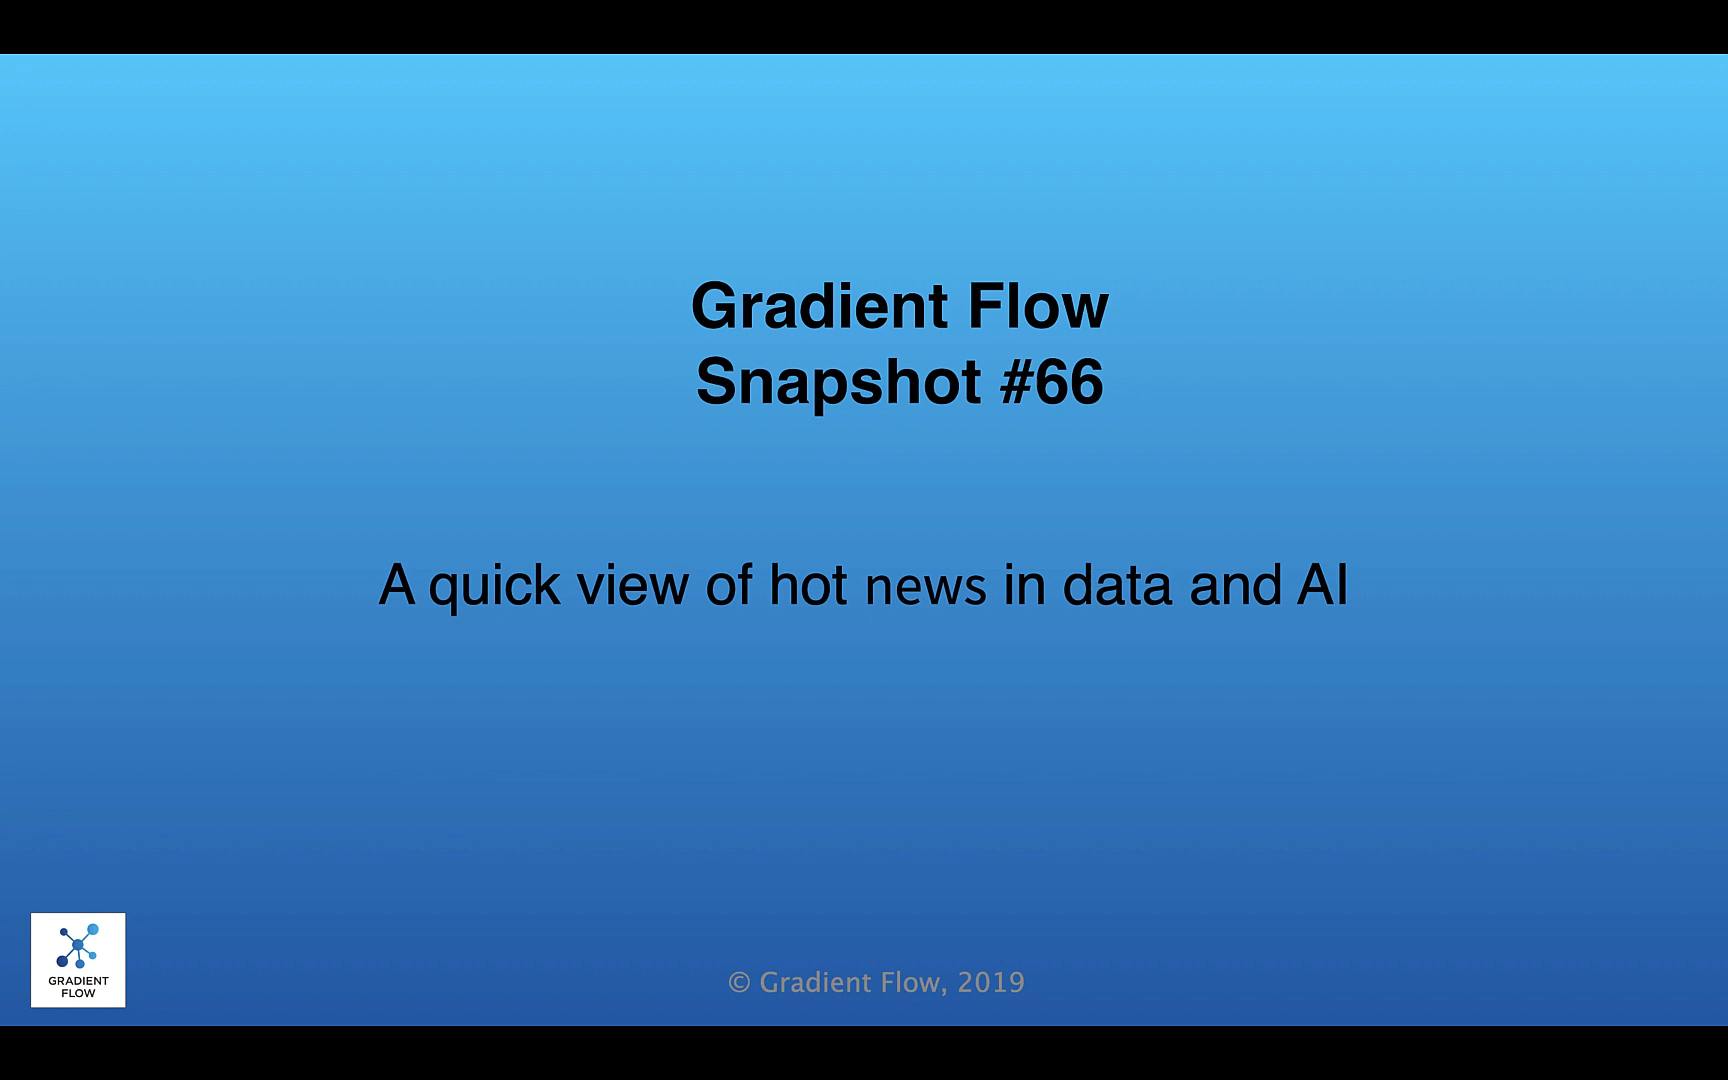 Gradient Flow
Snapshot #66
A quick view of hot news in data and AI
GRADIENT
FLOW
© Gradient Flow, 2019